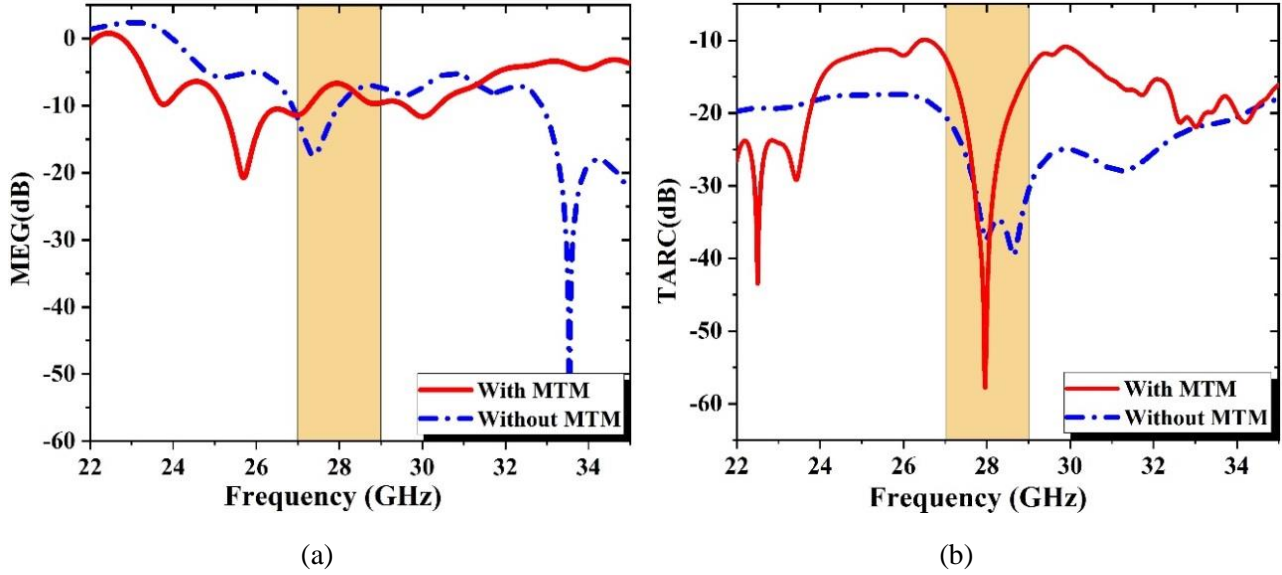 MEG(dB)
0
-10
-20
-30
-40
-50
-60
22 24 26 28 30 32 34
Frequency (GHz)
With MTM
Without MTM
(a)
TARC(dB)
-10
-20
-30
-40
-50
-60
22 24 26 28 30 32 34
Frequency (GHz)
With MTM
Without MTM
(b)